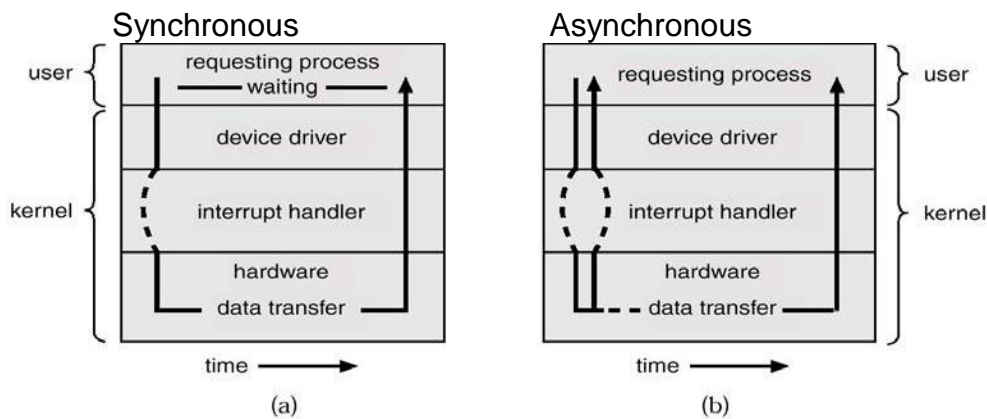 Synchronous
user
requesting process
waiting
device driver
kernel
interrupt handler
hardware
data transfer
time
(a)
Asynchronous
requesting process
user
device driver
interrupt handler
kernel
hardware
data transfer
time
(b)